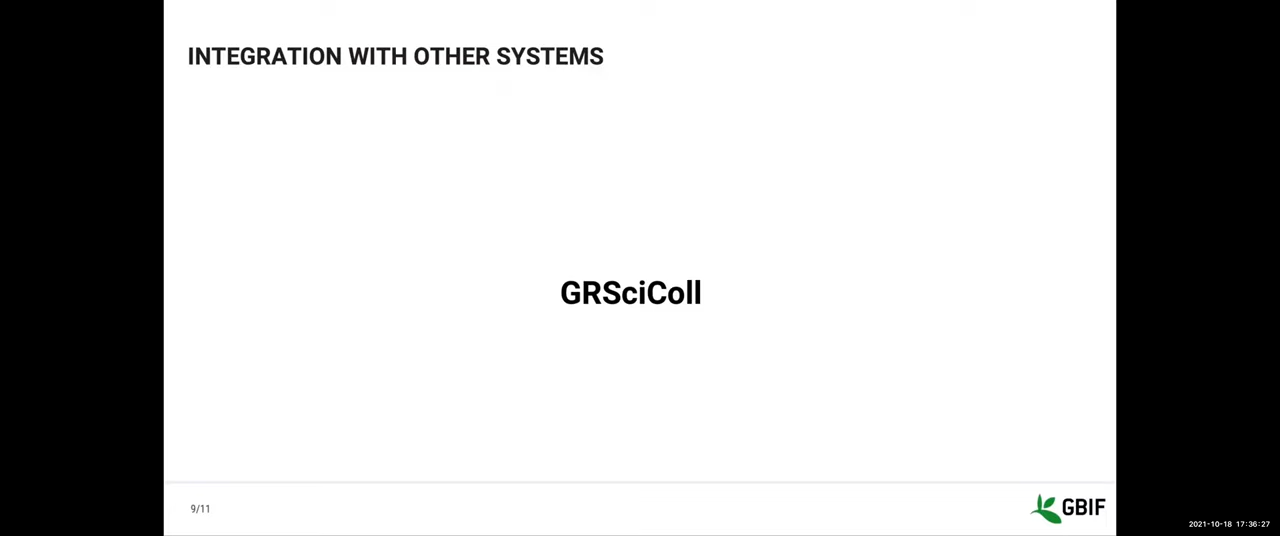 INTEGRATION WITH OTHER SYSTEMS
GRSciColl
9/11
GBIF
2021-10-18 17:36:27